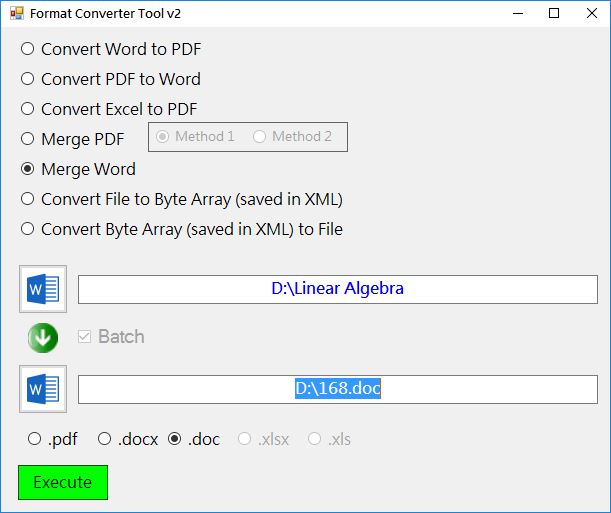 Format Converter Tool v2
Convert Word to PDF
Convert PDF to Word
Convert Excel to PDF
Merge PDF Method 1 Method 2
Merge Word
Convert File to Byte Array (saved in XML)
Convert Byte Array (saved in XML) to File
W D:\Linear Algebra
Batch
W D:\168.doc
.pdf .docx .doc .xlsx .xls
Execute